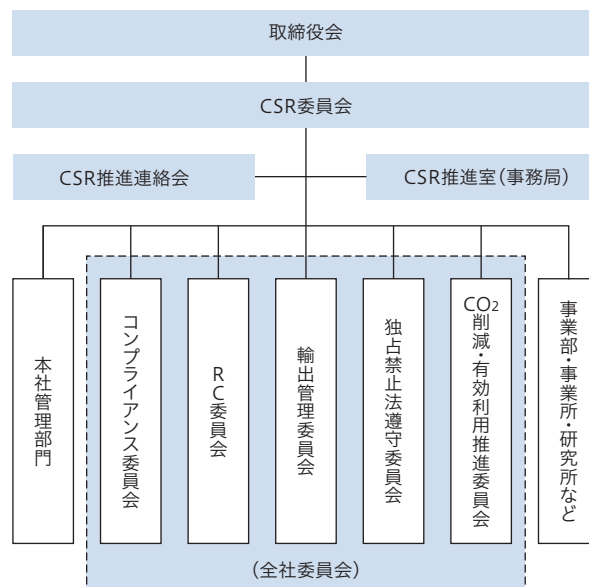 取締役会
CSR委員会
CSR推進連絡会
CSR推進室（事務局）
本社管理部門
コンプライアンス委員会
RC委員会
輸出管理委員会
独占禁止法遵守委員会
CO2削減・有効利用推進委員会
事業部・事業所・研究所など
（全社委員会）